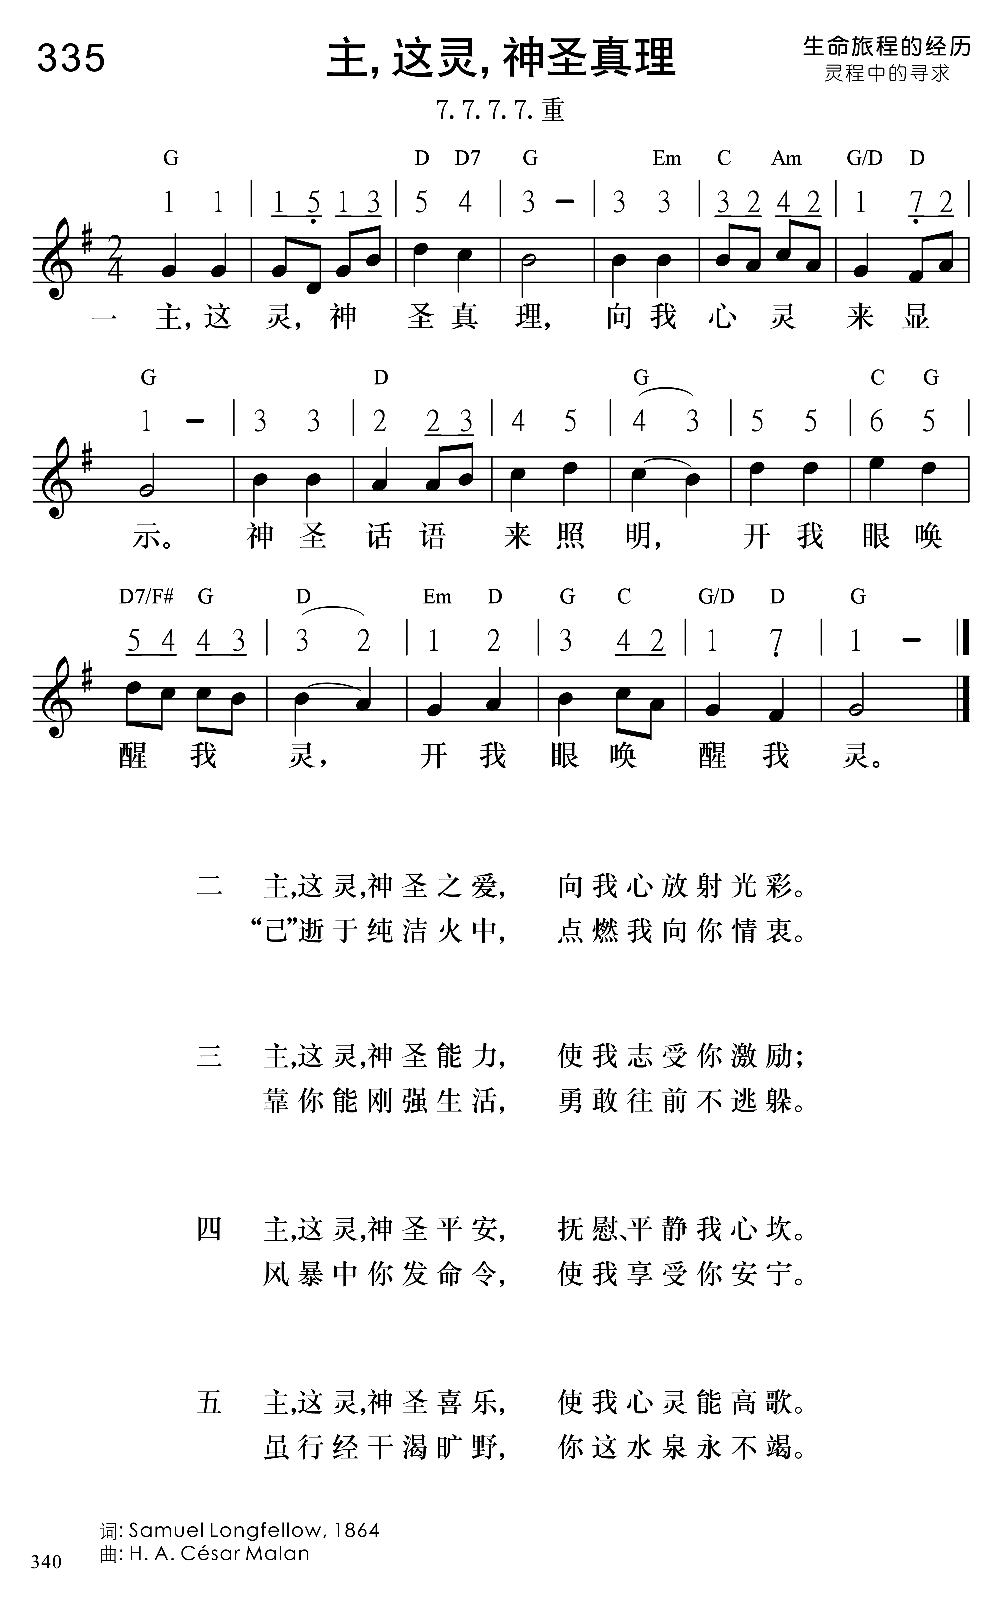 335
主,这灵,神圣真理
生命旅程的经历
灵程中的寻求
7. 7. 7. 7. 重
G D D7 G Em C Am G/D D
1 1 | 1 5 1 3 | 5 4 | 3 - | 3 3 | 3 2 4 2 | 1 7 2 |
2
4
一 主,这 灵,神 圣 真 理, 向 我 心 灵 来 显
G D G C G
1 - | 3 3 | 2 2 3 | 4 5 | 4 3 | 5 5 | 6 5 |
示。 神 圣 话 语 来 照 明, 开 我 眼 唤
D7/F# G D Em D G C G/D D G
5 4 4 3 | 3 2 | 1 2 | 3 4 2 | 1 7 | 1 - ‖
醒 我 灵, 开 我 眼 唤 醒 我 灵。
二 主,这灵,神圣之爱, 向我心放射光彩。
“己”逝于纯洁火中, 点燃我向你情衷。
三 主,这灵,神圣能力, 使我志受你激励;
靠你能刚强生活, 勇敢往前不逃躲。
四 主,这灵,神圣平安, 抚慰、平静我心坎。
风暴中你发命令, 使我享受你安宁。
五 主,这灵,神圣喜乐, 使我心灵能高歌。
虽行经干渴旷野, 你这水泉永不竭。
词: Samuel Longfellow, 1864
曲: H. A. César Malan
340